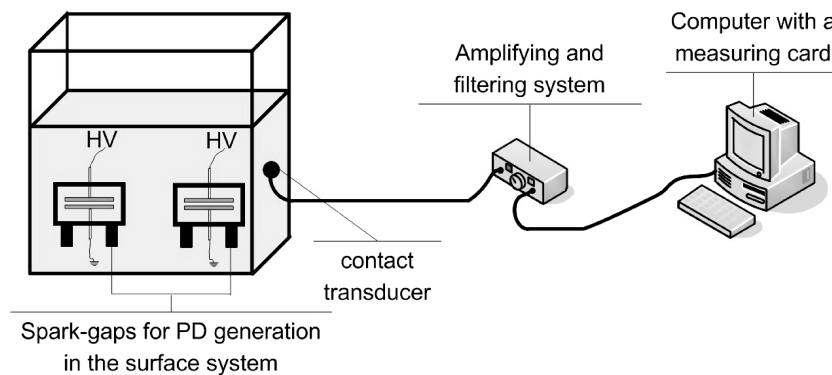 Computer with a
measuring card
Amplifying and
filtering system
HV
HV
contact
transducer
Spark-gaps for PD generation
in the surface system